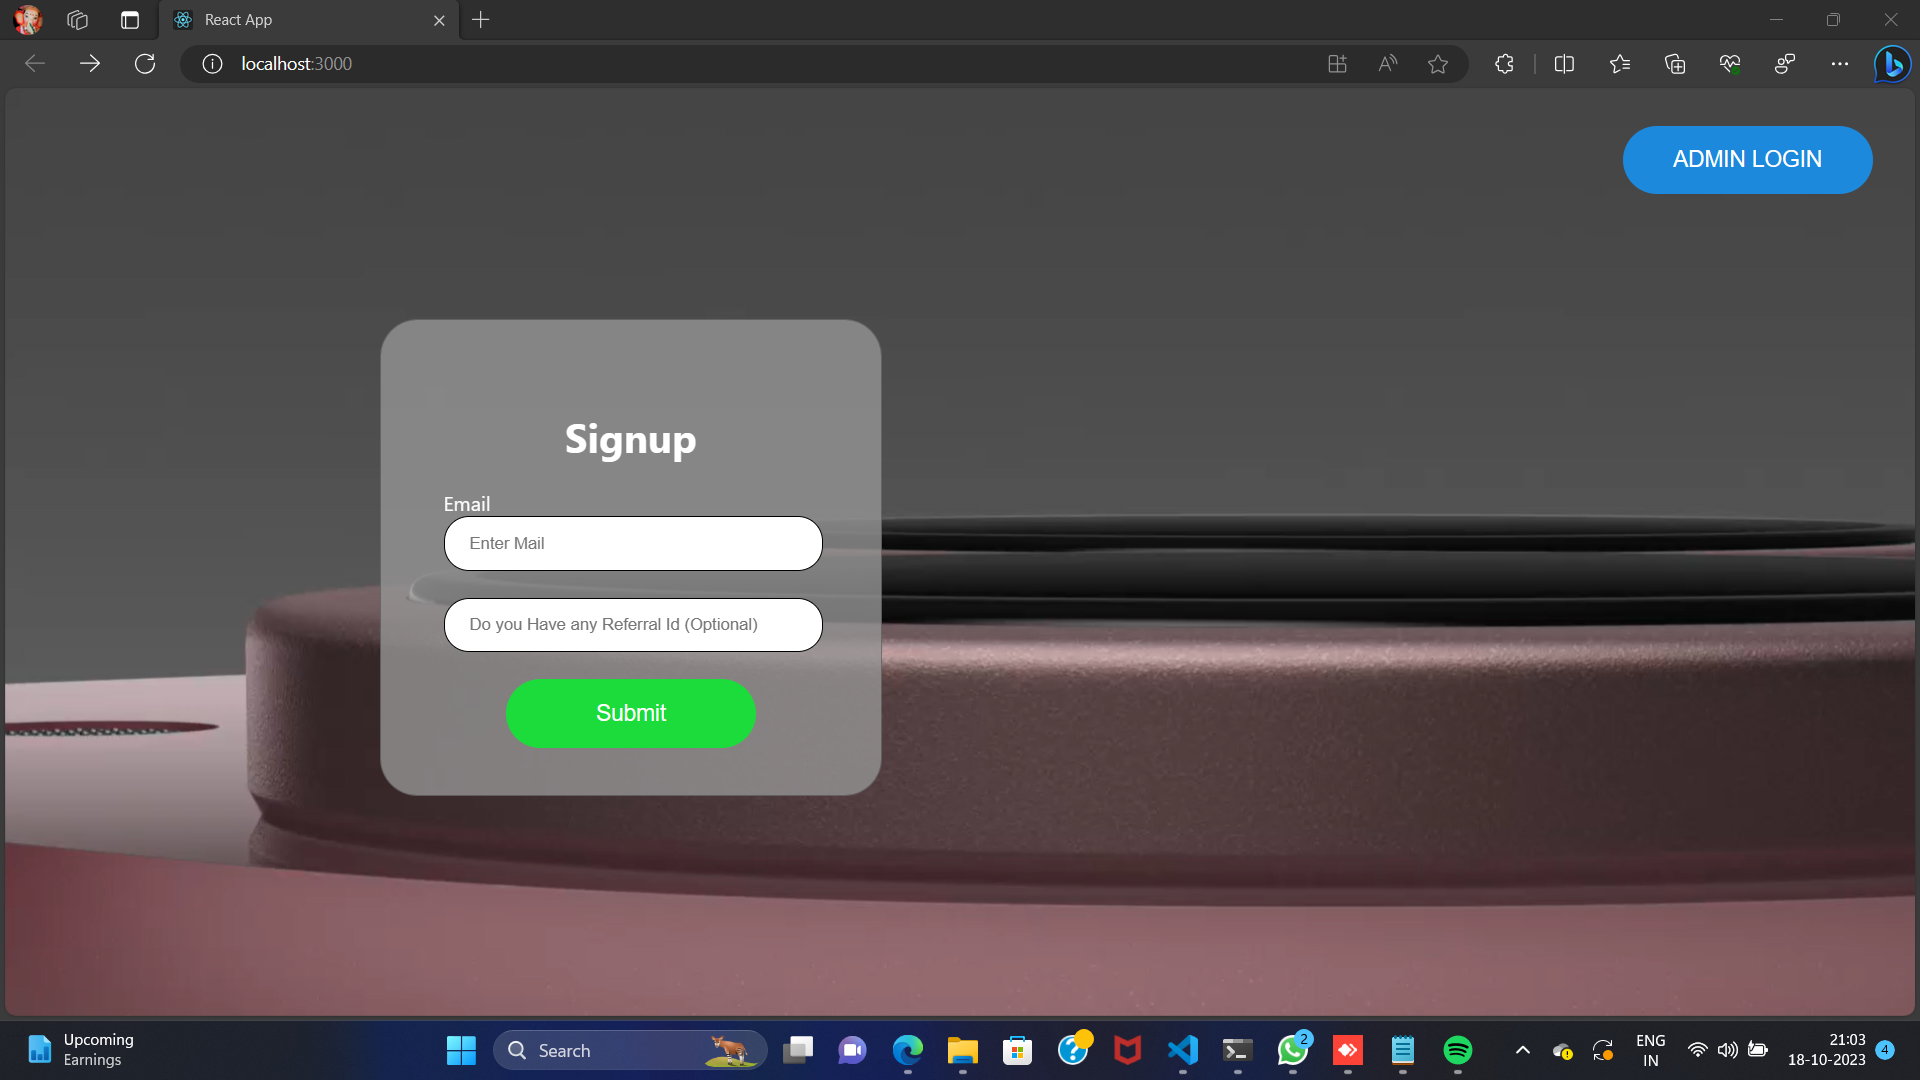 React App
localhost:3000
ADMIN LOGIN
Signup
Email
Enter Mail
Do you Have any Referral Id (Optional)
Submit
Upcoming
Earnings
Search
2
ENG
IN
21:03
18-10-2023
4